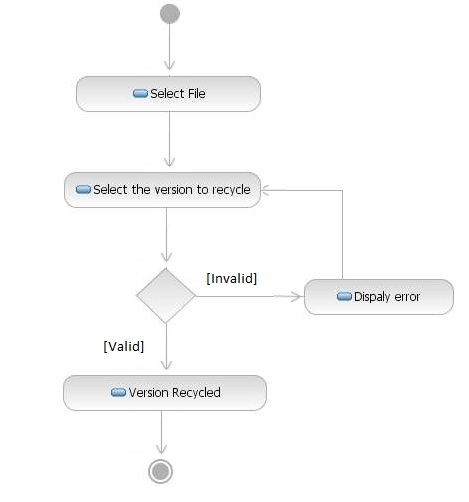 Select File
Select the version to recycle
[Invalid]
Dispaly error
[Valid]
Version Recycled